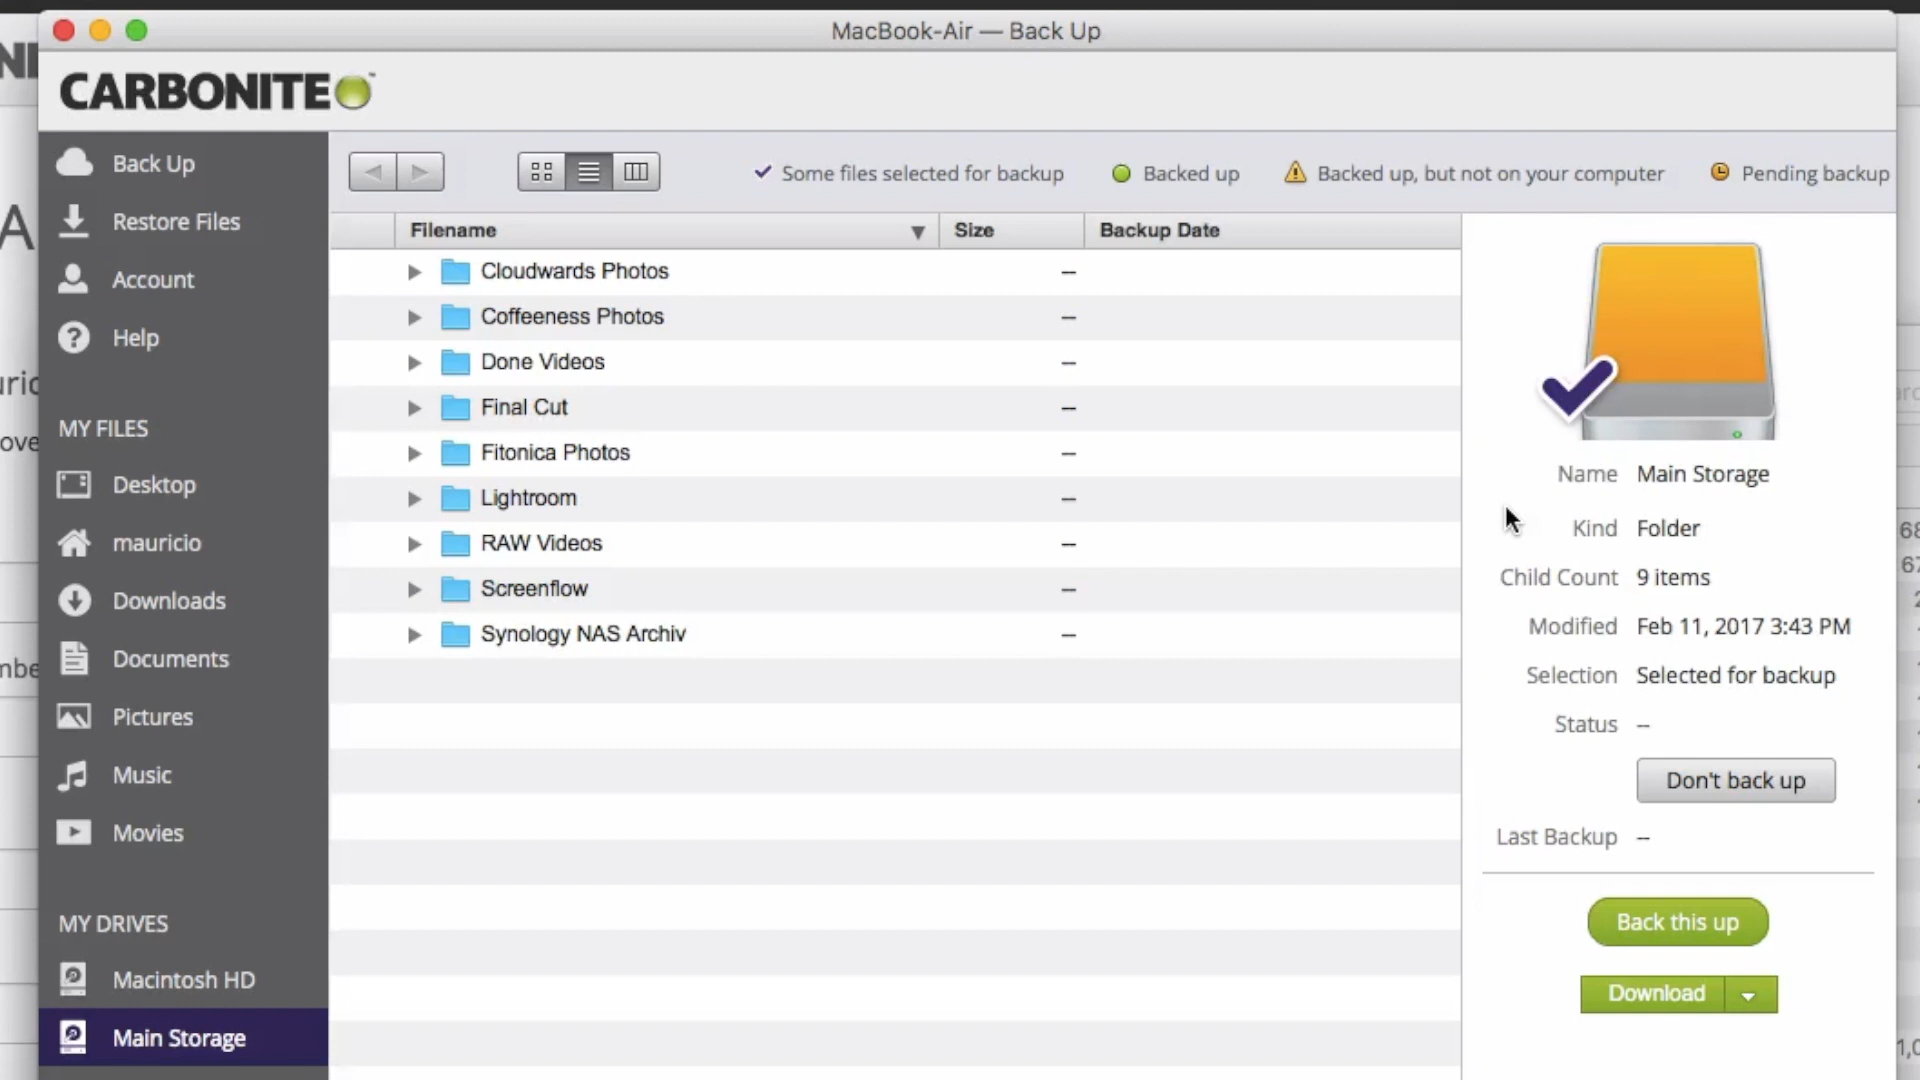 MacBook-Air — Back Up
CARBONITE
Back Up
Restore Files
Account
Help
MY FILES
Desktop
mauricio
Downloads
Documents
Pictures
Music
Movies
MY DRIVES
Macintosh HD
Main Storage
Some files selected for backup
Backed up
Backed up, but not on your computer
Pending backup
Filename
Size
Backup Date
Cloudwards Photos --
Coffeeness Photos --
Done Videos --
Final Cut --
Fitonica Photos --
Lightroom --
RAW Videos --
Screenflow --
Synology NAS Archiv --
Name Main Storage
Kind Folder
Child Count 9 items
Modified Feb 11, 2017 3:43 PM
Selection Selected for backup
Status --
Don't back up
Last Backup --
Back this up
Download